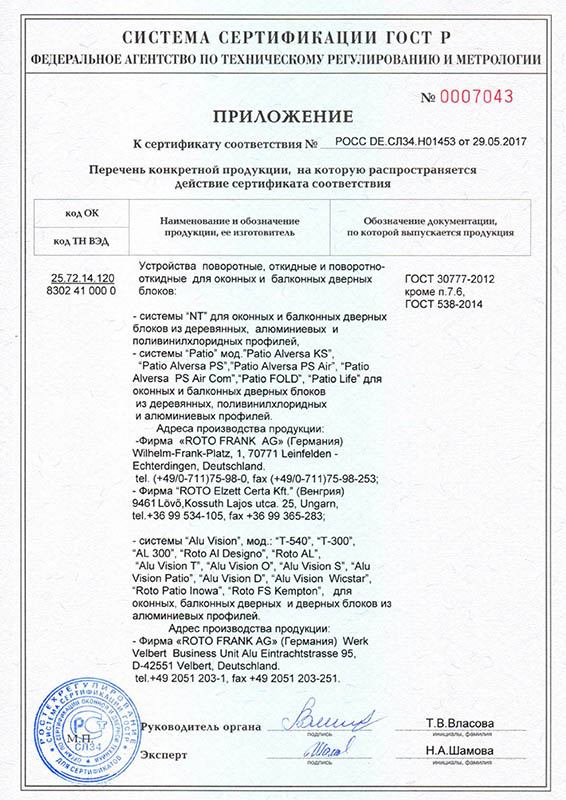 СИСТЕМА СЕРТИФИКАЦИИ ГОСТ Р
ФЕДЕРАЛЬНОЕ АГЕНТСТВО ПО ТЕХНИЧЕСКОМУ РЕГУЛИРОВАНИЮ И МЕТРОЛОГИИ
№ 0007043
ПРИЛОЖЕНИЕ
К сертификату соответствия № РОСС DE.СЛ34.Н01453 от 29.05.2017
Перечень конкретной продукции, на которую распространяется
действие сертификата соответствия
код ОК
код ТН ВЭД
Наименование и обозначение
продукции, ее изготовитель
Обозначение документации,
по которой выпускается продукция
25.72.14.120
8302 41 000 0
Устройства поворотные, откидные и поворотно-
откидные для оконных и балконных дверных
блоков:
ГОСТ 30777-2012
кроме п.7.6,
ГОСТ 538-2014
- системы “NT” для оконных и балконных дверных
блоков из деревянных, алюминиевых и
поливинилхлоридных профилей,
- системы “Patio” мод.”Patio Alversa KS”,
“Patio Alversa PS”,”Patio Alversa PS Air”, “Patio
Alversa PS Air Com”,”Patio FOLD”, “Patio Life” для
оконных и балконных дверных блоков
из деревянных, поливинилхлоридных
и алюминиевых профилей.
Адреса производства продукции:
-Фирма «ROTO FRANK AG» (Германия)
Wilhelm-Frank-Platz, 1, 70771 Leinfelden -
Echterdingen, Deutschland.
tel. (+49/0-711)75-98-0, fax (+49/0-711)75-98-253;
- Фирма “ROTO Elzett Certa Kft.” (Венгрия)
9461 Lövő,Kossuth Lajos utca. 25, Ungarn,
tel.+36 99 534-105, fax +36 99 365-283;
- системы “Alu Vision”, мод.: “T-540”, “T-300”,
“AL 300”, “Roto Al Designo”, “Roto AL”,
“Alu Vision T”, “Alu Vision O”, “Alu Vision S”, “Alu
Vision Patio”, “Alu Vision D”, “Alu Vision Wicstar”,
“Roto Patio Inowa”, “Roto FS Kempton”, для
оконных, балконных дверных и дверных блоков из
алюминиевых профилей.
Адрес производства продукции:
- Фирма «ROTO FRANK AG» (Германия) Werk
Velbert Business Unit Alu Eintrachtstrasse 95,
D-42551 Velbert, Deutschland.
tel.+49 2051 203-1, fax +49 2051 203-251.
РОСТЕХРЕГУЛИРОВАНИЕ
СИСТЕМА СЕРТИФИКАЦИИ ГОСТ Р
СЛ34
ДЛЯ СЕРТИФИКАТОВ
М.П.
Руководитель органа
подпись
Т.В.Власова
инициалы, фамилия
Эксперт
подпись
Н.А.Шамова
инициалы, фамилия